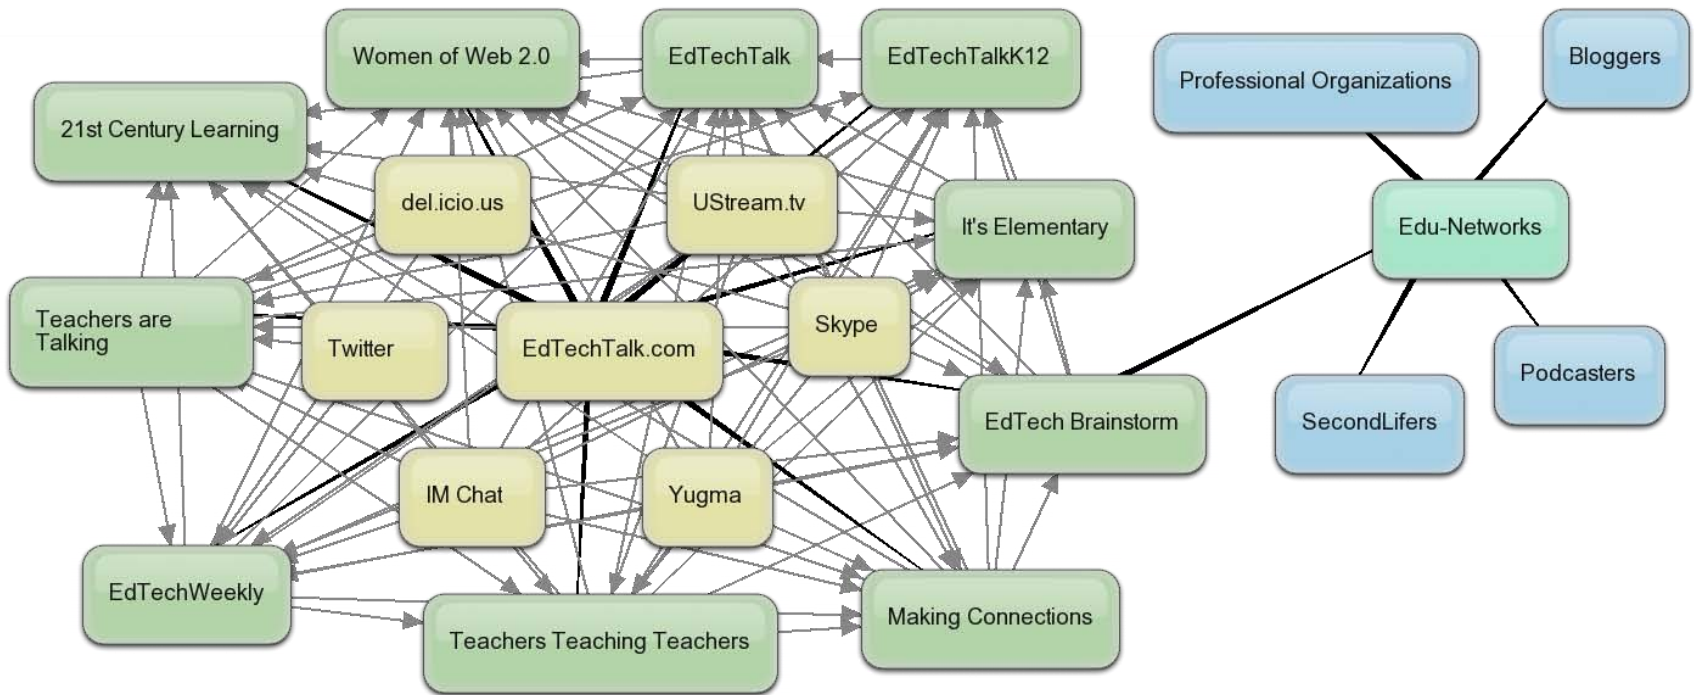 Women of Web 2.0
EdTechTalk
EdTechTalkK12
Bloggers
Professional Organizations
21st Century Learning
del.icio.us
UStream.tv
It's Elementary
Edu-Networks
Teachers are
Talking
Twitter
EdTechTalk.com
Skype
Podcasters
EdTech Brainstorm
SecondLifers
IM Chat
Yugma
EdTechWeekly
Teachers Teaching Teachers
Making Connections